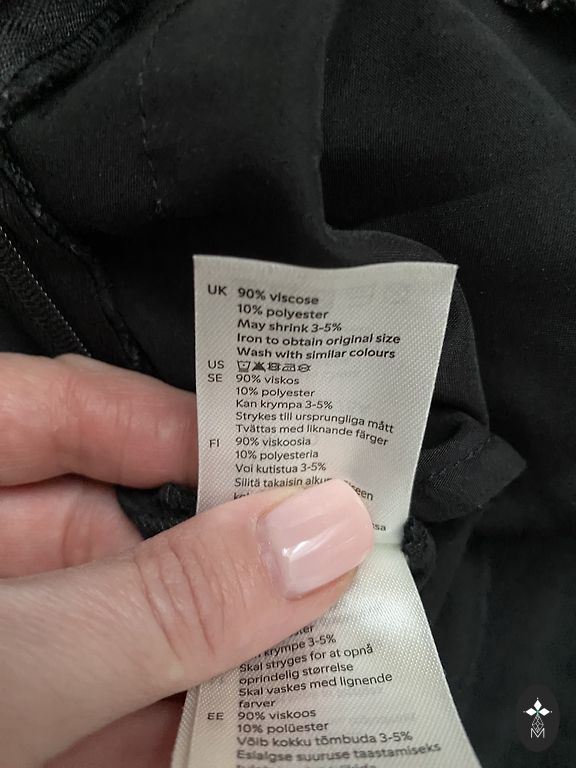 UK 90% viscose
10% polyester
May shrink 3-5%
Iron to obtain original size
Wash with similar colours
US
SE 90% viskos
10% polyester
Kan krympa 3-5%
Strykes till ursprungliga mått
Tvättas med liknande färger
FI 90% viskoosia
10% polyesteria
Voi kutistua 3-5%
Silitä takaisin
krympe 3-5%
Skal stryges for at opnå
oprindelig størrelse
Skal vaskes med lignende
farver
EE 90% viskoos
10% polüester
Võib kokku tõmbuda 3-5%
Esialgse suuruse taastamiseks
M